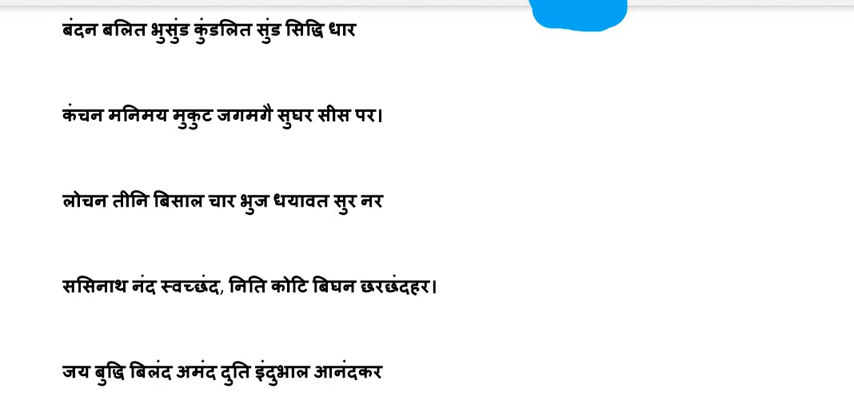 बंदन बलित भुसुंड कुंडलित सुंड सिद्धि धार
कंचन मनिमय मुकुट जगमगै सुघर सीस पर।
लोचन तीनि बिसाल चार भुज धयावत सुर नर
ससिनाथ नंद स्वच्छंद, निति कोटि बिघन छरछंदहर।
जय बुद्धि बिलंद अमंद दुति इंदुभाल आनंदकर